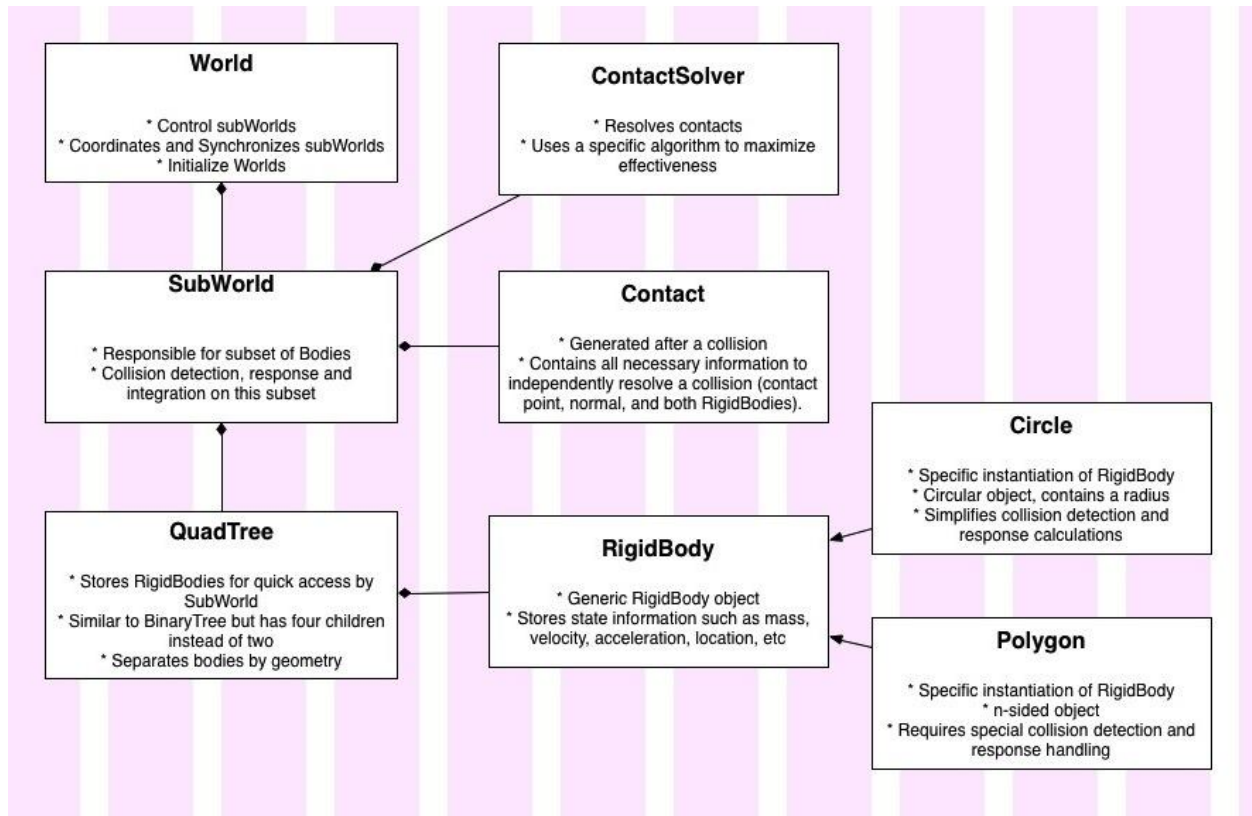 World
* Control subWorlds
* Coordinates and Synchronizes subWorlds
* Initialize Worlds
ContactSolver
* Resolves contacts
* Uses a specific algorithm to maximize
effectiveness
SubWorld
* Responsible for subset of Bodies
* Collision detection, response and
integration on this subset
Contact
* Generated after a collision
* Contains all necessary information to
independently resolve a collision (contact
point, normal, and both RigidBodies).
Circle
* Specific instantiation of RigidBody
* Circular object, contains a radius
* Simplifies collision detection and
response calculations
QuadTree
* Stores RigidBodies for quick access by
SubWorld
* Similar to BinaryTree but has four children
instead of two
* Separates bodies by geometry
RigidBody
* Generic RigidBody object
* Stores state information such as mass,
velocity, acceleration, location, etc
Polygon
* Specific instantiation of RigidBody
* n-sided object
* Requires special collision detection and
response handling